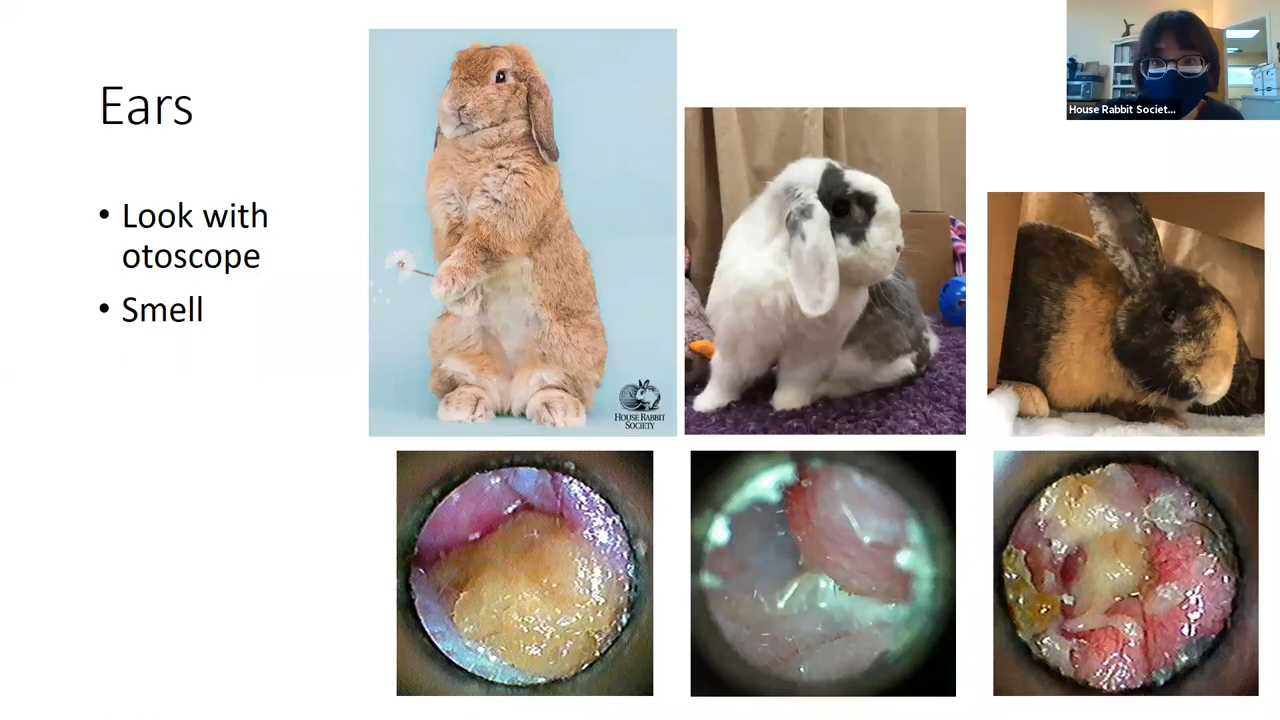 Ears
• Look with
otoscope
• Smell
HOUSE RABBIT
SOCIETY
House Rabbit Societ...